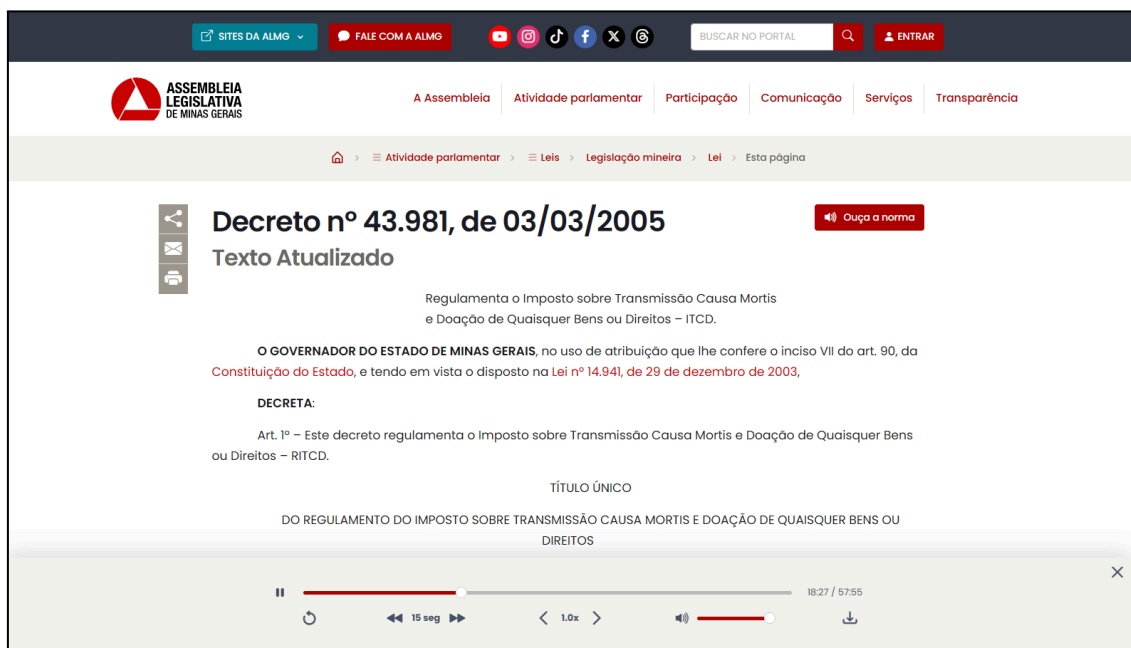 SITES DA ALMG
FALE COM A ALMG
BUSCAR NO PORTAL
ENTRAR
ASSEMBLEIA
LEGISLATIVA
DE MINAS GERAIS
A Assembleia
Atividade parlamentar
Participação
Comunicação
Serviços
Transparência
Atividade parlamentar > Leis > Legislação mineira > Lei > Esta página
Decreto nº 43.981, de 03/03/2005
Ouça a norma
Texto Atualizado
Regulamenta o Imposto sobre Transmissão Causa Mortis
e Doação de Quaisquer Bens ou Direitos – ITCD.
O GOVERNADOR DO ESTADO DE MINAS GERAIS, no uso de atribuição que lhe confere o inciso VII do art. 90, da
Constituição do Estado, e tendo em vista o disposto na Lei nº 14.941, de 29 de dezembro de 2003,
DECRETA:
Art. 1º – Este decreto regulamenta o Imposto sobre Transmissão Causa Mortis e Doação de Quaisquer Bens
ou Direitos – RITCD.
TÍTULO ÚNICO
DO REGULAMENTO DO IMPOSTO SOBRE TRANSMISSÃO CAUSA MORTIS E DOAÇÃO DE QUAISQUER BENS OU
DIREITOS
18:27 / 57:55
15 seg
1.0x